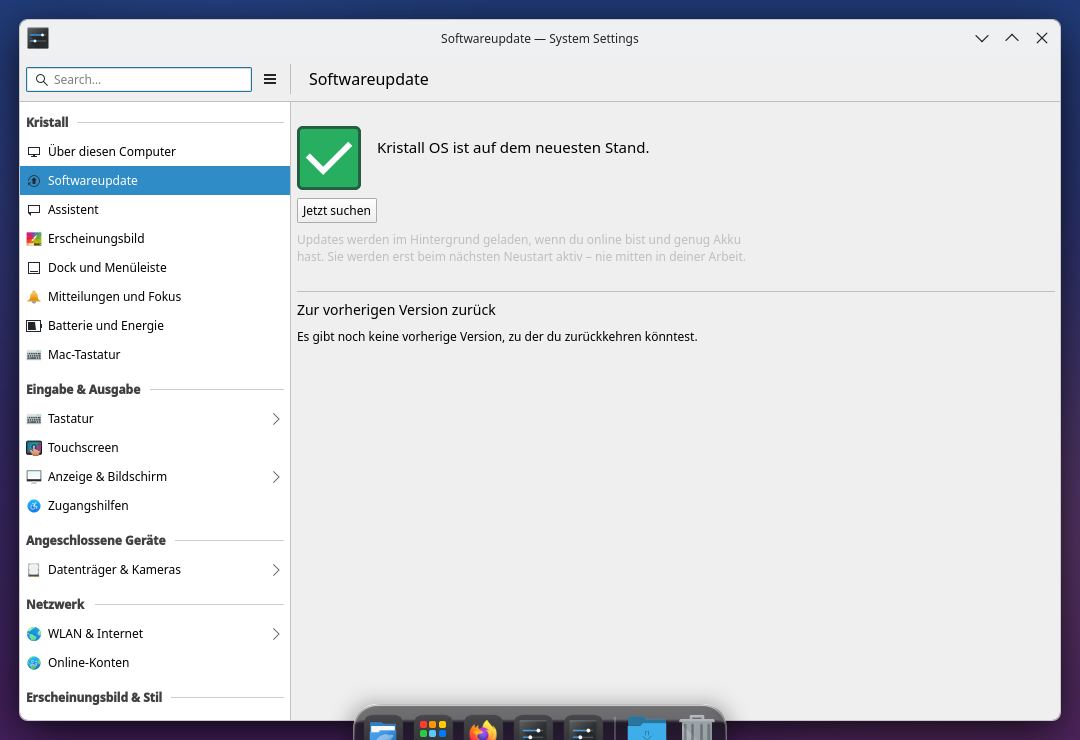 Softwareupdate — System Settings
Search...
Softwareupdate
Kristall
Über diesen Computer
Softwareupdate
Assistent
Erscheinungsbild
Dock und Menüleiste
Mitteilungen und Fokus
Batterie und Energie
Mac-Tastatur
Eingabe & Ausgabe
Tastatur
Touchscreen
Anzeige & Bildschirm
Zugangshilfen
Angeschlossene Geräte
Datenträger & Kameras
Netzwerk
WLAN & Internet
Online-Konten
Erscheinungsbild & Stil
Kristall OS ist auf dem neuesten Stand.
Jetzt suchen
Updates werden im Hintergrund geladen, wenn du online bist und genug Akku
hast. Sie werden erst beim nächsten Neustart aktiv – nie mitten in deiner Arbeit.
Zur vorherigen Version zurück
Es gibt noch keine vorherige Version, zu der du zurückkehren könntest.